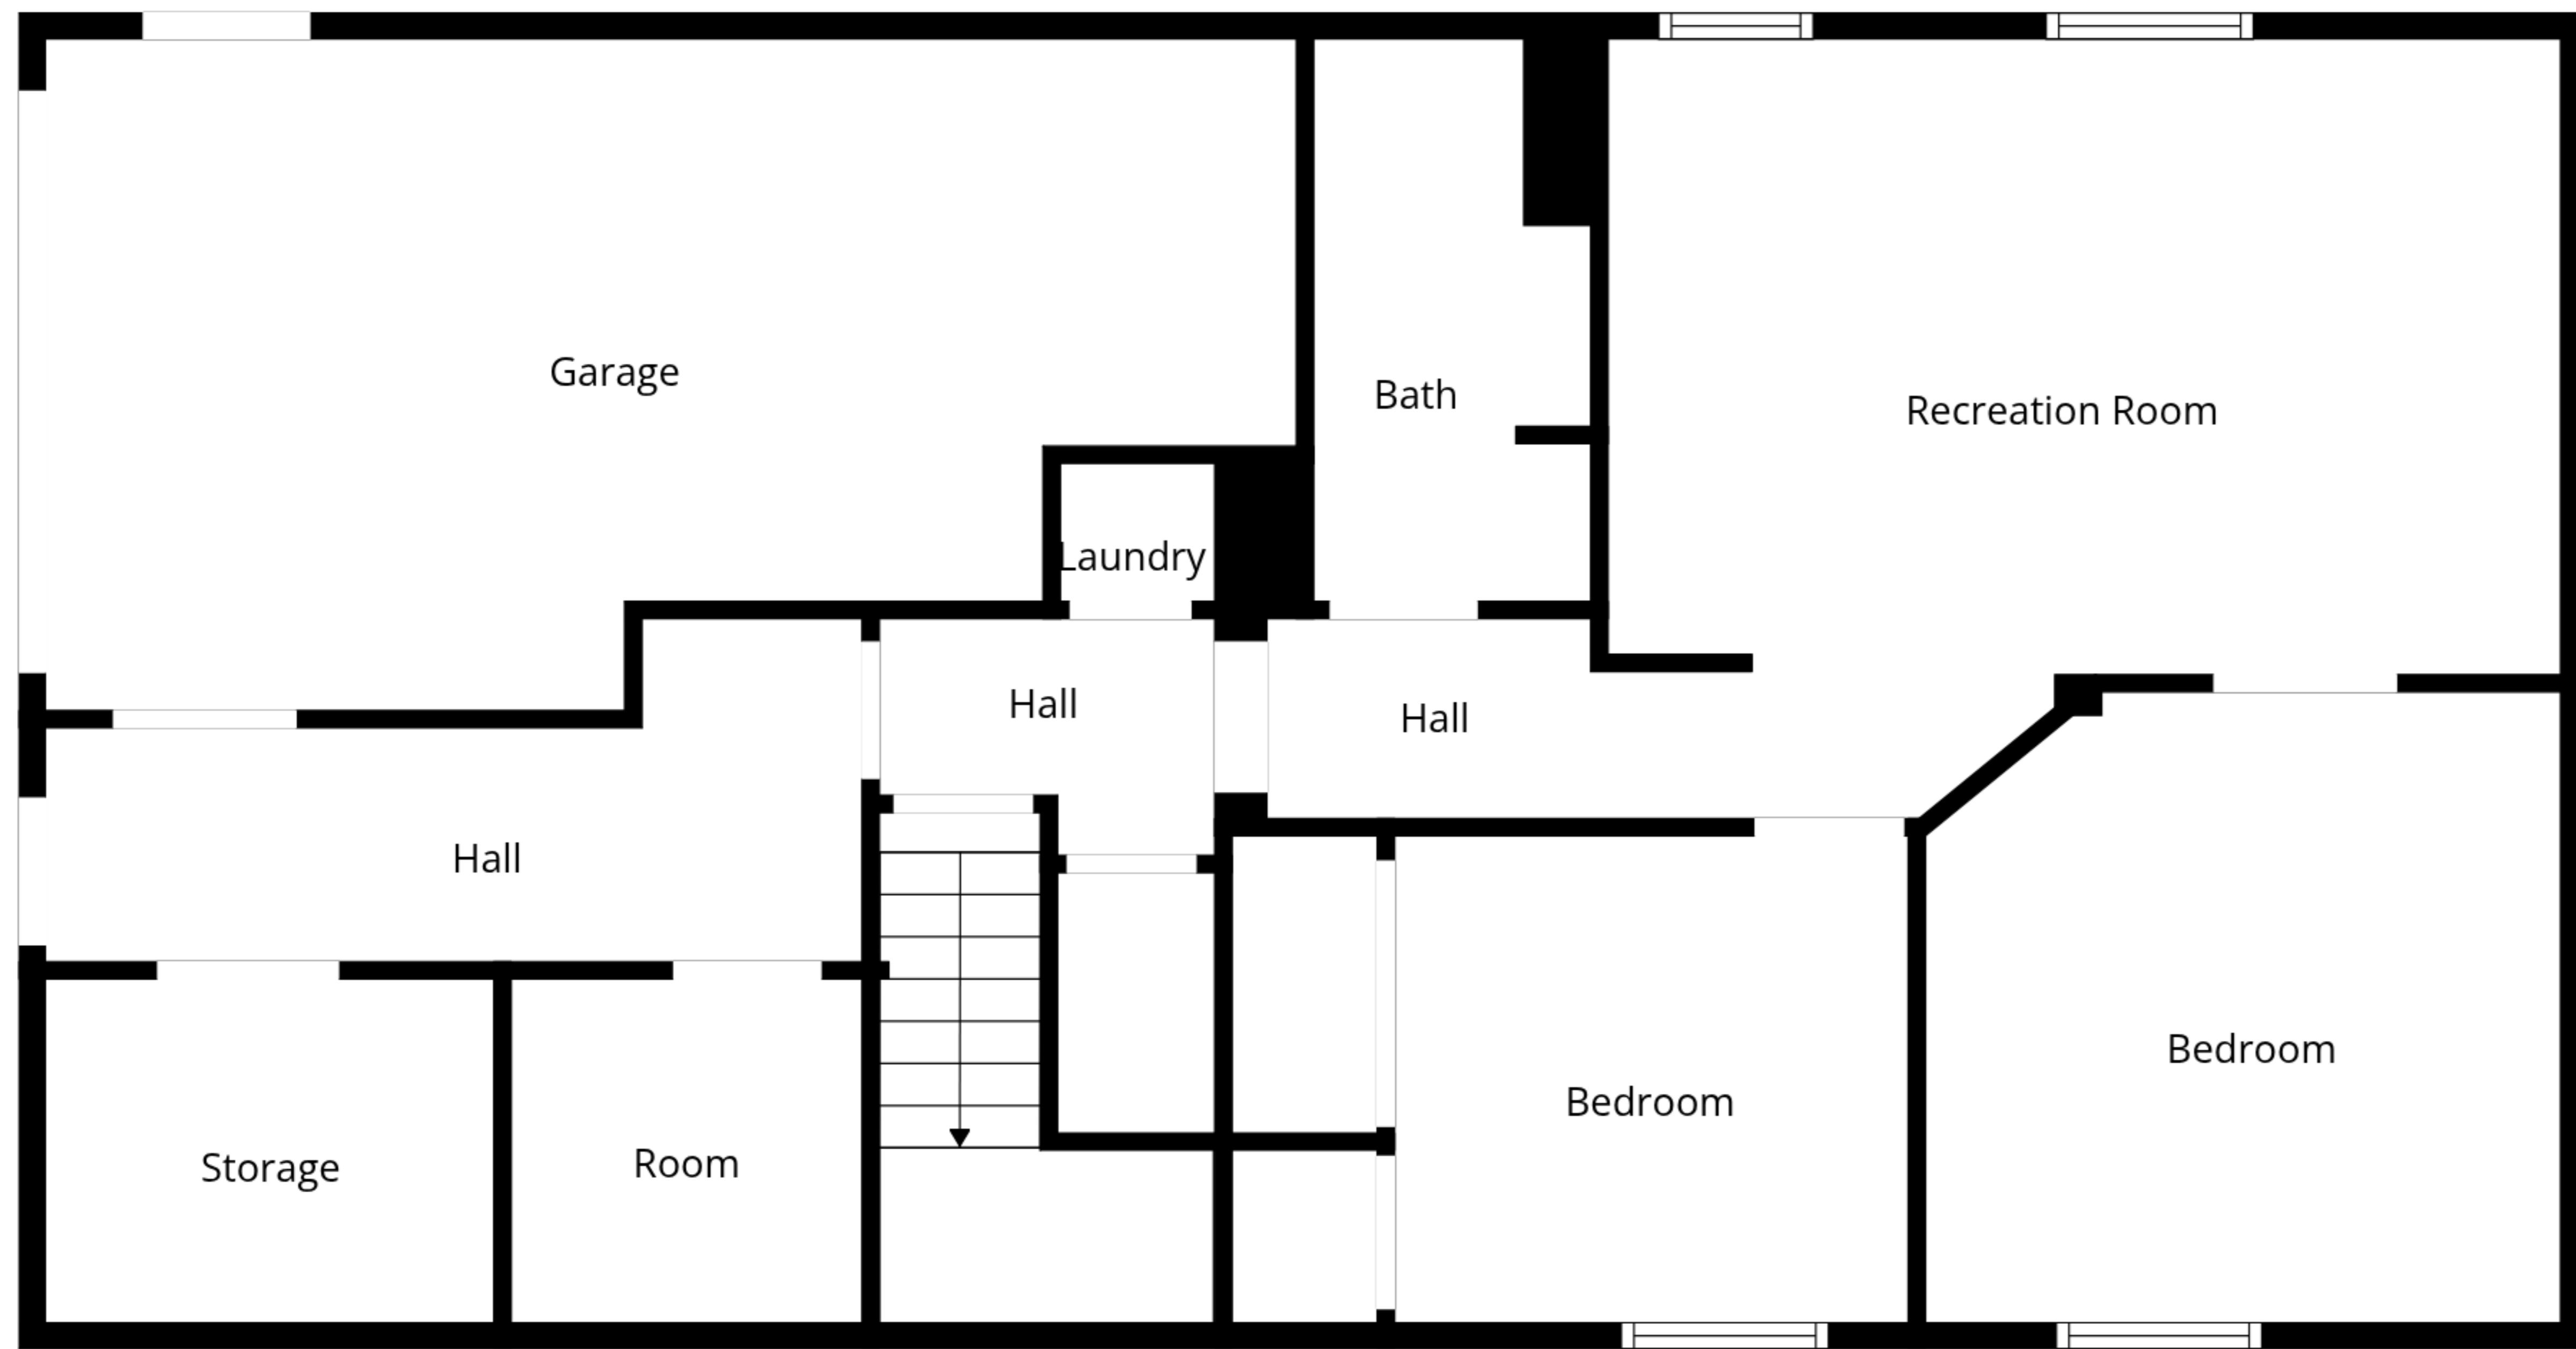 Garage
Bath
Recreation Room
Laundry
Hall
Hall
Hall
Bedroom
Bedroom
Storage
Room